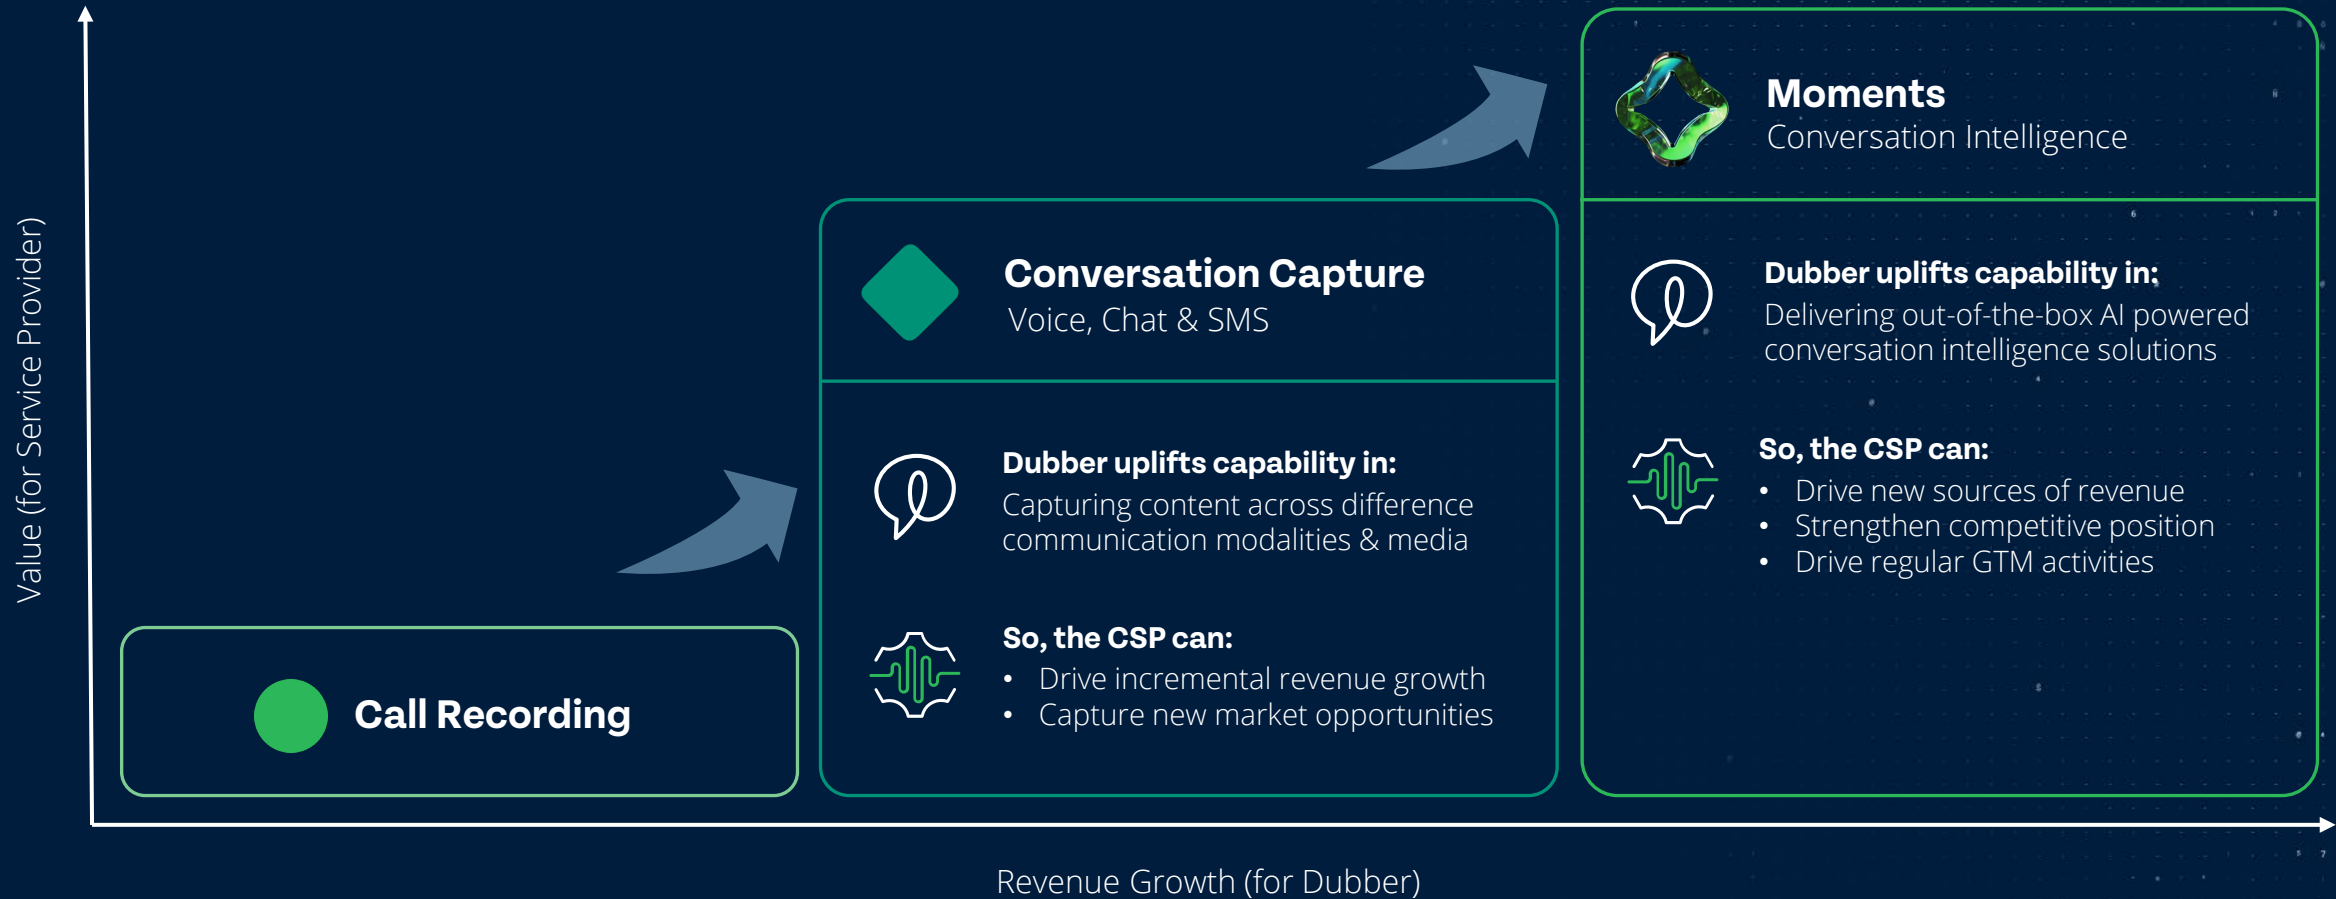 Value (for Service Provider)
Call Recording
Conversation Capture
Voice, Chat & SMS
Dubber uplifts capability in:
Capturing content across difference
communication modalities & media
So, the CSP can:
• Drive incremental revenue growth
• Capture new market opportunities
Moments
Conversation Intelligence
Dubber uplifts capability in:
Delivering out-of-the-box AI powered
conversation intelligence solutions
So, the CSP can:
• Drive new sources of revenue
• Strengthen competitive position
• Drive regular GTM activities
Revenue Growth (for Dubber)